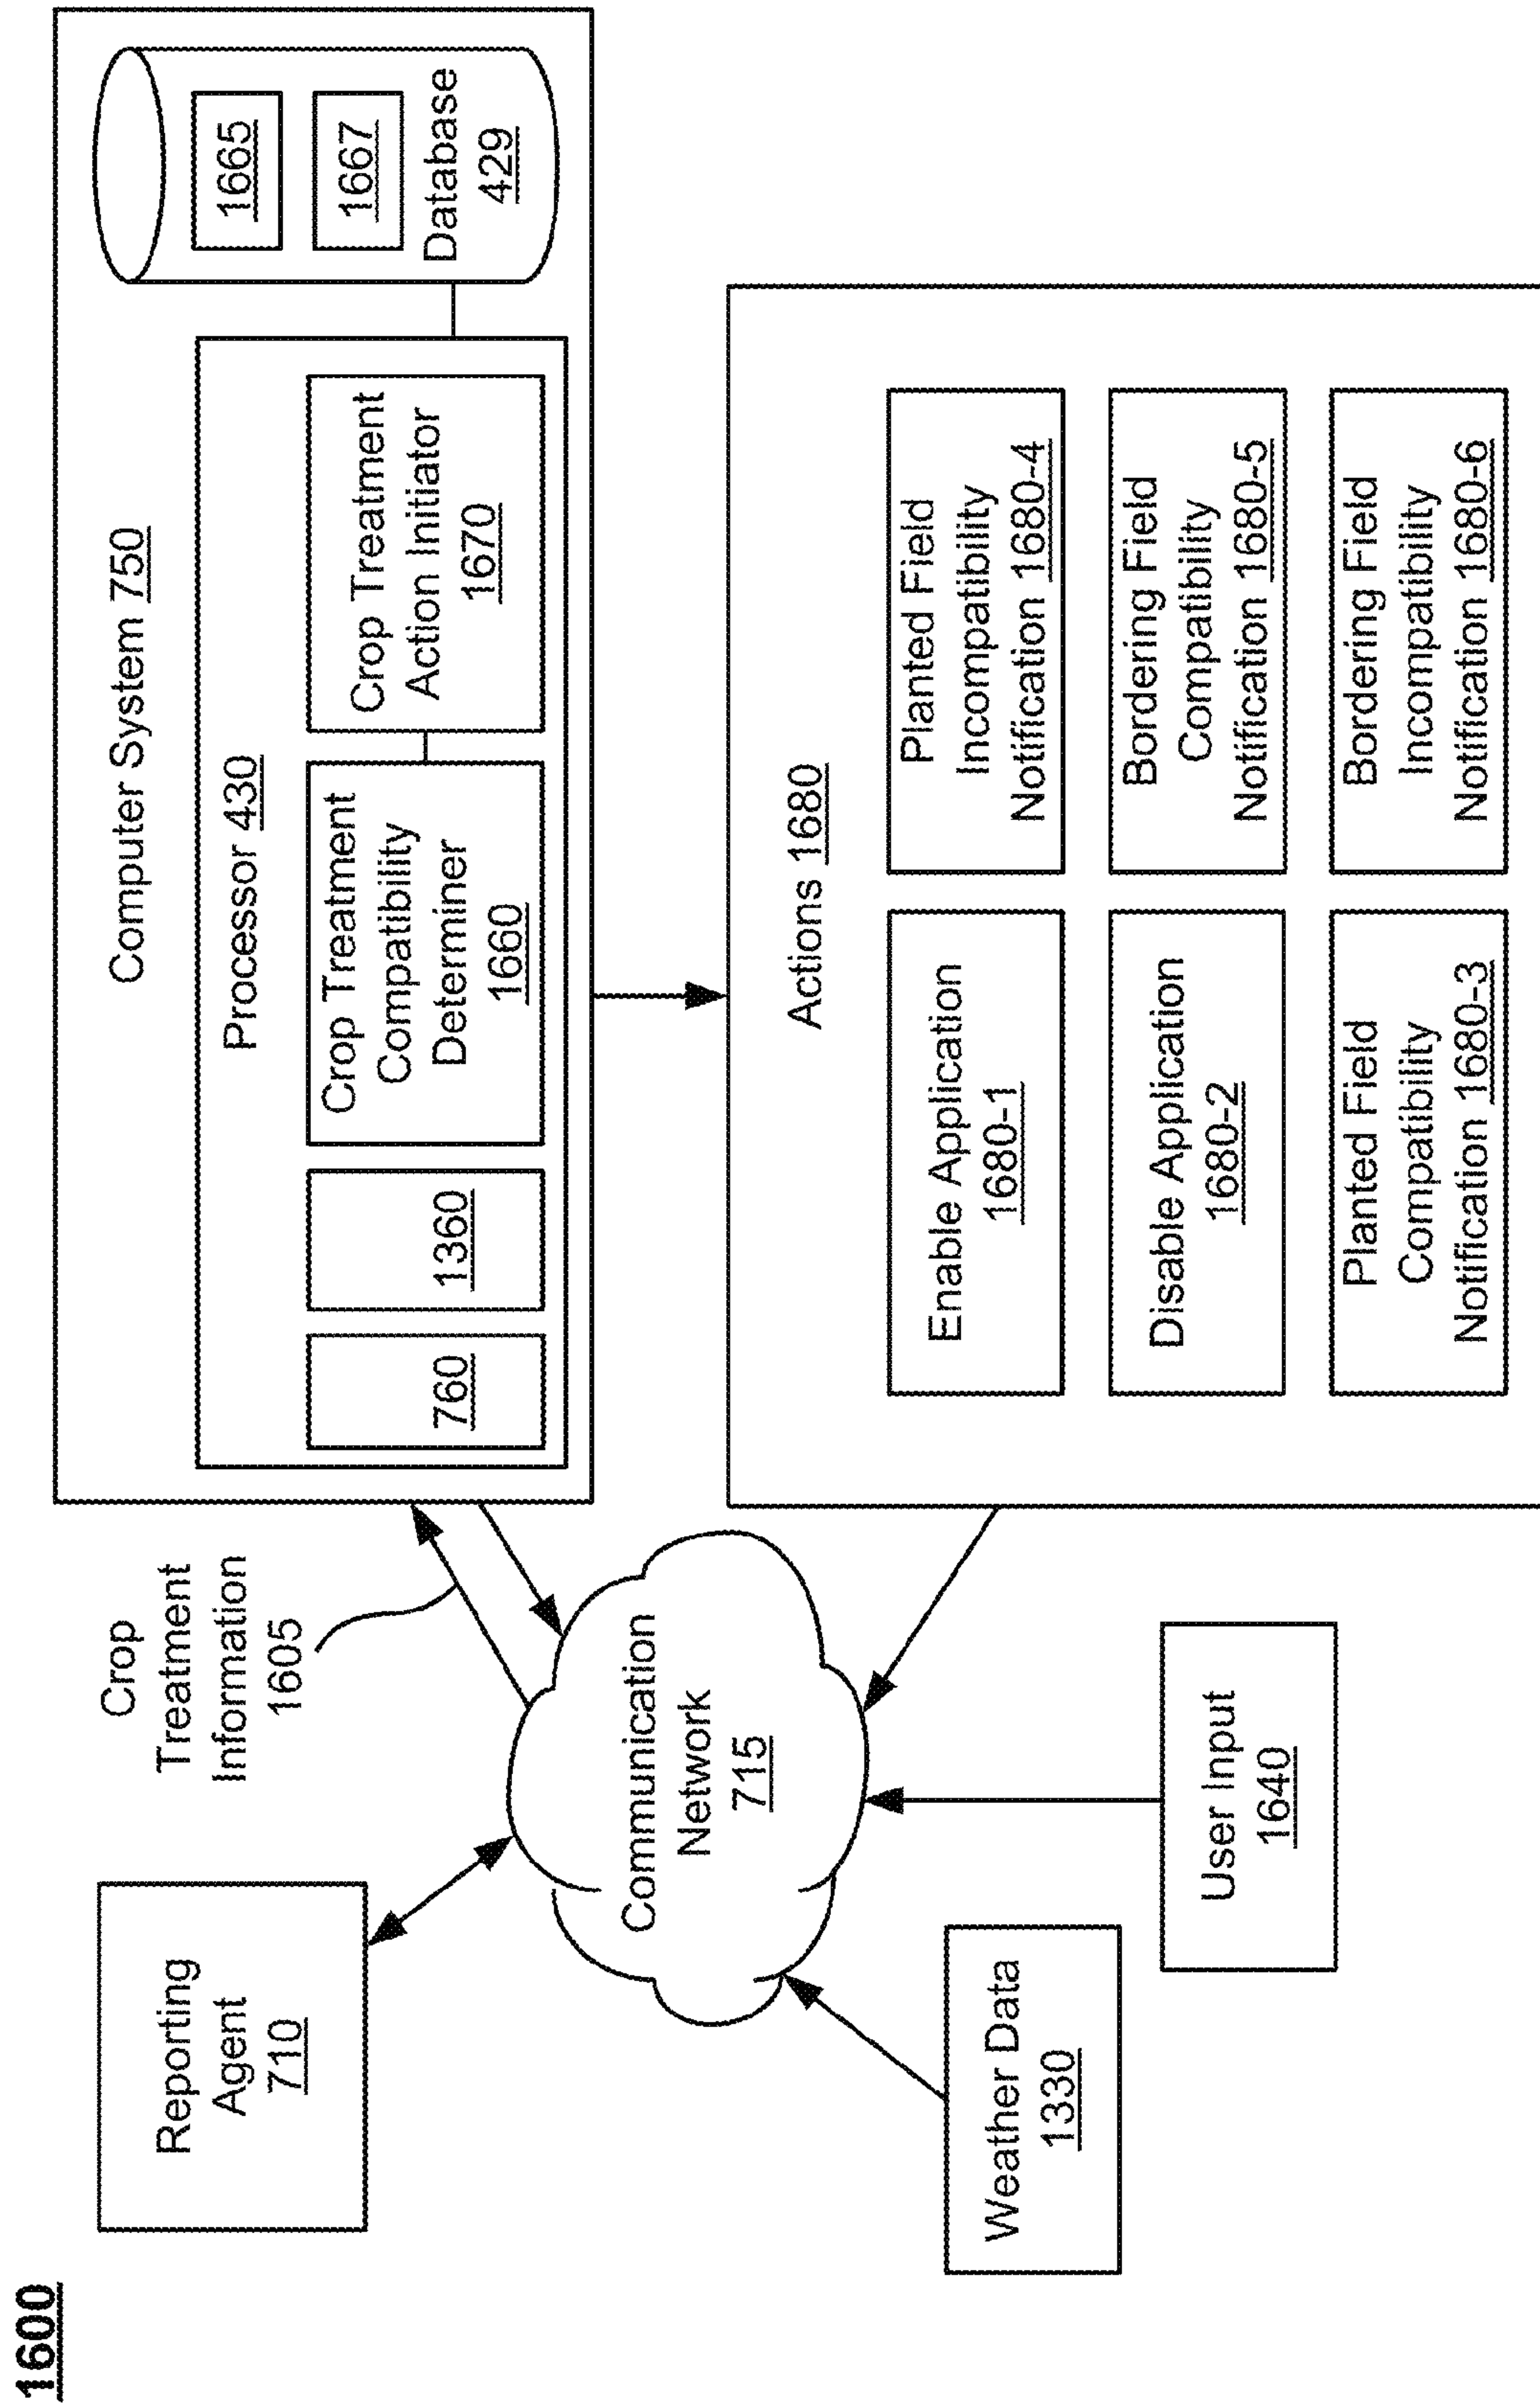 1600
Reporting
Agent
710
Crop
Treatment
Information
1605
Computer System 750
Processor 430
760
1360
Crop Treatment
Compatibility
Determiner
1660
Crop Treatment
Action Initiator
1670
1665
1667
Database
429
Communication
Network
715
Weather Data
1330
User Input
1640
Actions 1680
Enable Application
1680-1
Planted Field
Incompatibility
Notification 1680-4
Disable Application
1680-2
Bordering Field
Compatibility
Notification 1680-5
Planted Field
Compatibility
Notification 1680-3
Bordering Field
Incompatibility
Notification 1680-6